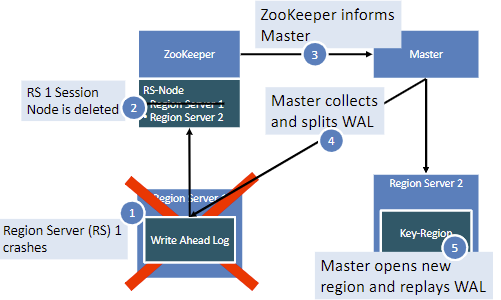 ZooKeeper informs
Master
3
ZooKeeper
Master
RS 1 Session
Node is deleted
2
RS-Node
• Region Server 1
• Region Server 2
Master collects
and splits WAL
4
Region Server
1
Region Server (RS) 1
crashes
Write Ahead Log
Region Server 2
Key-Region
5
Master opens new
region and replays WAL